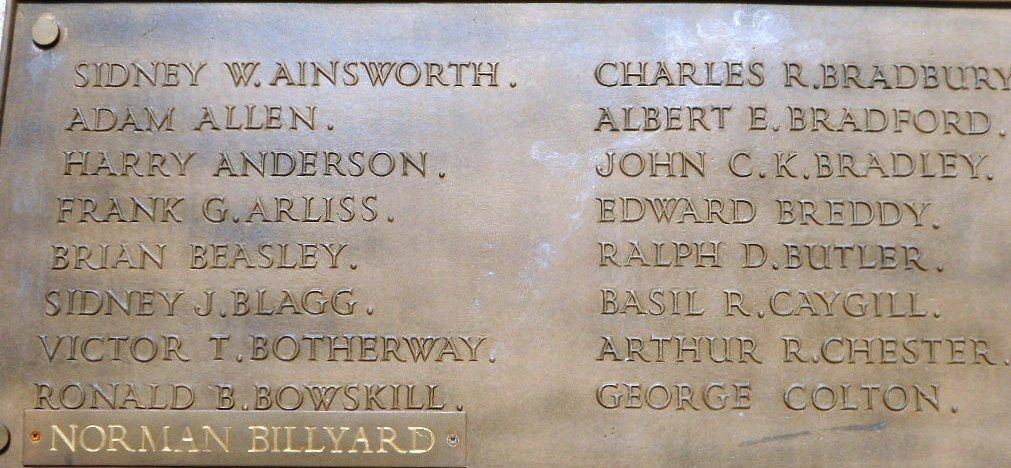 SIDNEY W. AINSWORTH.
ADAM ALLEN.
HARRY ANDERSON.
FRANK G. ARLISS.
BRIAN BEASLEY.
SIDNEY J. BLAGG.
VICTOR T. BOTHERWAY.
RONALD B. BOWSKILL.
NORMAN BILLYARD
CHARLES R. BRADBURY
ALBERT E. BRADFORD.
JOHN C. K. BRADLEY.
EDWARD BREDDY.
RALPH D. BUTLER.
BASIL R. CAYGILL.
ARTHUR R. CHESTER.
GEORGE COLTON.